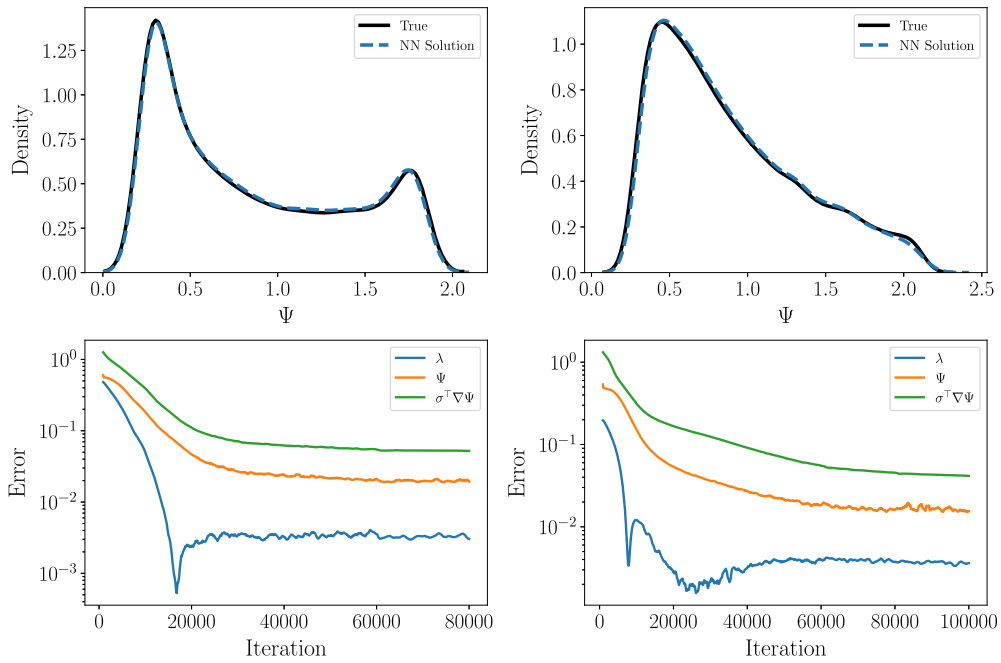 True
NN Solution
Density
1.25
1.00
0.75
0.50
0.25
0.00
0.0 0.5 1.0 1.5 2.0
Ψ
True
NN Solution
Density
1.0
0.8
0.6
0.4
0.2
0.0
0.0 0.5 1.0 1.5 2.0 2.5
Ψ
λ
Ψ
σ⊤∇Ψ
Error
10⁰
10⁻¹
10⁻²
10⁻³
0 20000 40000 60000 80000
Iteration
λ
Ψ
σ⊤∇Ψ
Error
10⁰
10⁻¹
10⁻²
0 20000 40000 60000 80000 100000
Iteration